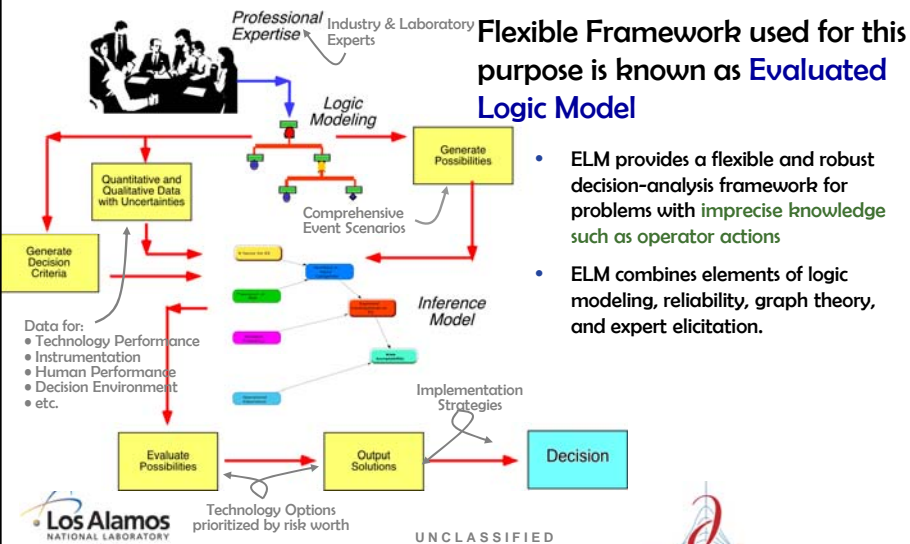 Professional
Expertise
Industry & Laboratory
Experts
Flexible Framework used for this
purpose is known as Evaluated
Logic Model
Logic
Modeling
Generate
Possibilities
Quantitative and
Qualitative Data
with Uncertainties
Comprehensive
Event Scenarios
Generate
Decision
Criteria
• ELM provides a flexible and robust
decision-analysis framework for
problems with imprecise knowledge
such as operator actions
• ELM combines elements of logic
modeling, reliability, graph theory,
and expert elicitation.
Inference
Model
Data for:
• Technology Performance
• Instrumentation
• Human Performance
• Decision Environment
• etc.
Implementation
Strategies
Evaluate
Possibilities
Output
Solutions
Decision
Technology Options
prioritized by risk worth
Los Alamos
NATIONAL LABORATORY
UNCLASSIFIED